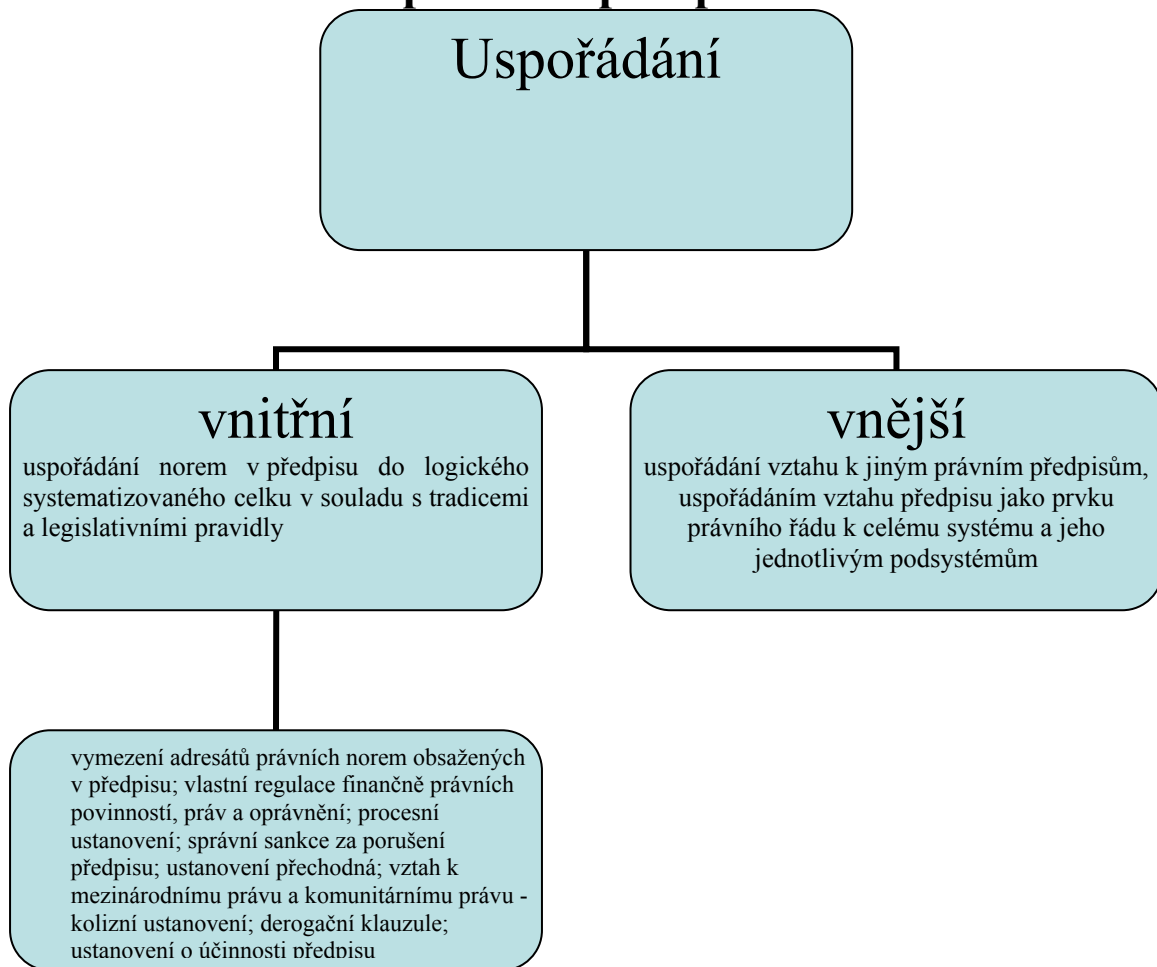 Uspořádání
vnitřní
uspořádání norem v předpisu do logického
systematizovaného celku v souladu s tradicemi
a legislativními pravidly
vnější
uspořádání vztahu k jiným právním předpisům,
uspořádáním vztahu předpisu jako prvku
právního řádu k celému systému a jeho
jednotlivým podsystémům
vymezení adresátů právních norem obsažených
v předpisu; vlastní regulace finančně právních
povinností, práv a oprávnění; procesní
ustanovení; správní sankce za porušení
předpisu; ustanovení přechodná; vztah k
mezinárodnímu právu a komunitárnímu právu -
kolizní ustanovení; derogační klauzule;
ustanovení o účinnosti předpisu